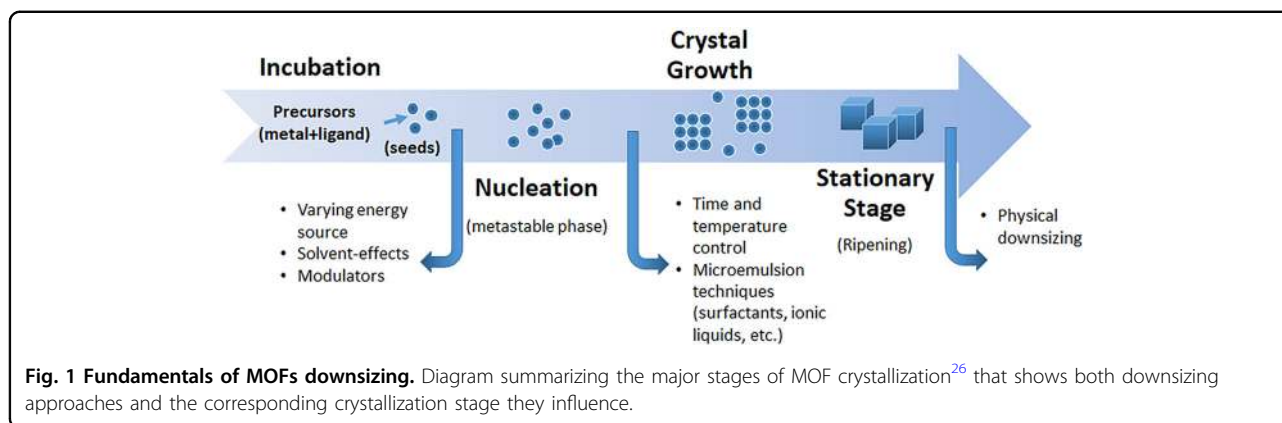 Incubation
Precursors
(metal+ligand)
(seeds)
• Varying energy
source
• Solvent-effects
• Modulators
Nucleation
(metastable phase)
Crystal
Growth
• Time and
temperature
control
• Microemulsion
techniques
(surfactants, ionic
liquids, etc.)
Stationary
Stage
(Ripening)
• Physical
downsizing
Fig. 1 Fundamentals of MOFs downsizing. Diagram summarizing the major stages of MOF crystallization26 that shows both downsizing
approaches and the corresponding crystallization stage they influence.